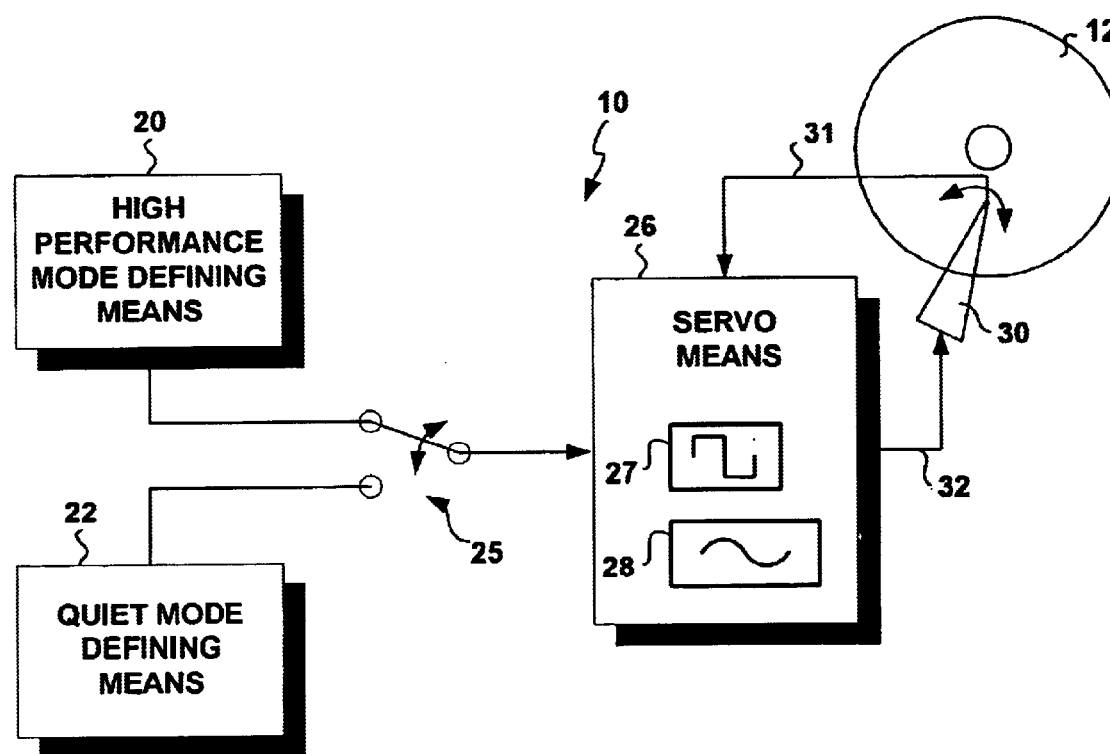 12
10
20
31
HIGH
PERFORMANCE
MODE DEFINING
MEANS
26
SERVO
MEANS
30
27
32
22
25
28
QUIET MODE
DEFINING
MEANS